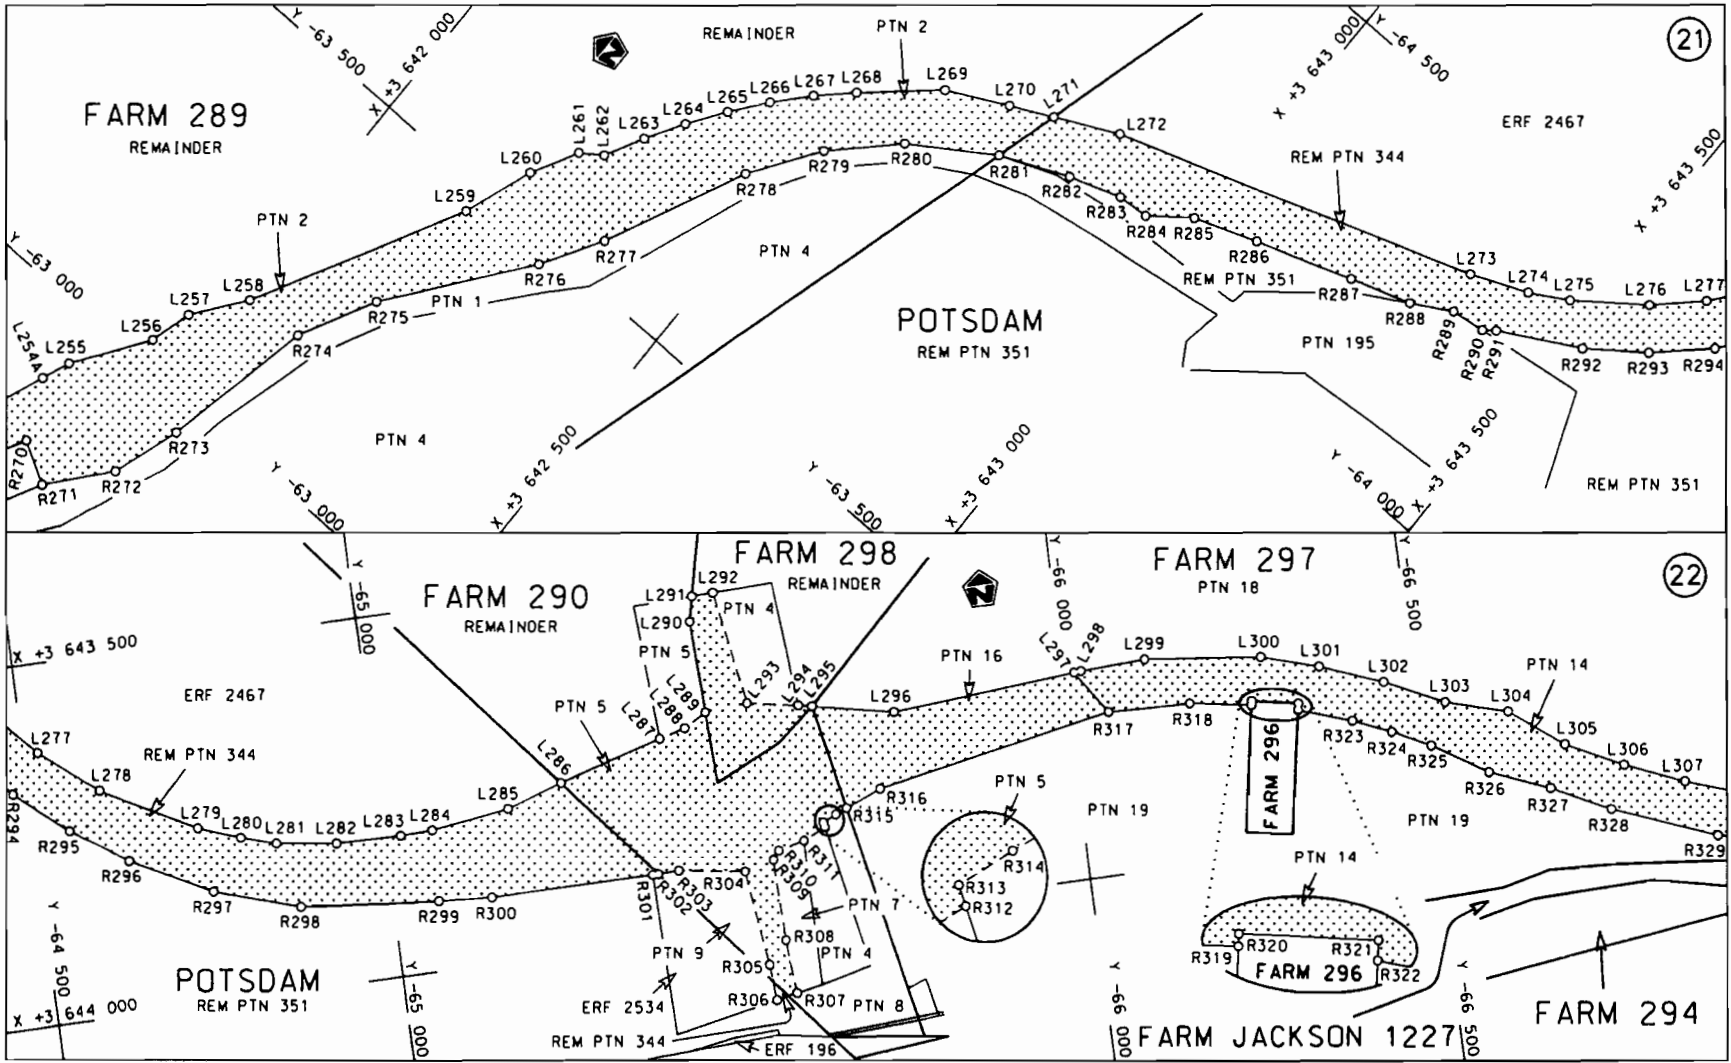 Y -63 500
X +3 642 000
REMAINDER
PTN 2
X +3 643 000
Y -64 500
21
FARM 289
REMAINDER
N
L261
L262
L263
L264
L265
L266
L267
L268
L269
L270
L271
L272
ERF 2467
REM PTN 344
X +3 643 500
L260
L259
PTN 2
R278
R279
R280
R281
R282
R283
R284
R285
R286
R287
R288
R289
R290
R291
R292
R293
R294
L273
L274
L275
L276
L277
Y -63 000
L254A
L255
L256
L257
L258
R277
R276
R275
R274
R273
R272
R271
R270
PTN 1
PTN 4
REM PTN 351
POTSDAM
REM PTN 351
PTN 195
PTN 4
Y -63 000
X +3 642 500
Y -63 500
X +3 643 000
Y -64 000
X +3 643 500
REM PTN 351
Y -65 000
FARM 290
REMAINDER
FARM 298
REMAINDER
N
Y -66 000
FARM 297
PTN 18
Y -66 500
22
X +3 643 500
ERF 2467
L291
L292
L290
PTN 4
PTN 5
L293
L294
L295
L289
L288
L287
PTN 5
L286
L296
PTN 16
L297
L298
L299
L300
L301
L302
L303
L304
PTN 14
L305
L306
L307
L277
REM PTN 344
L278
L279
L280
L281
L282
L283
L284
L285
R294
R295
R296
R297
R298
R299
R300
R301
R302
R303
R304
R309
R310
R311
R315
R316
R317
R318
FARM 296
R323
R324
R325
R326
R327
R328
R329
PTN 5
PTN 19
PTN 19
R314
R313
R312
PTN 14
R319
R320
R321
R322
FARM 296
PTN 7
R308
PTN 4
PTN 9
R305
R306
R307
PTN 8
ERF 2534
REM PTN 344
ERF 196
Y -64 500
X +3 644 000
POTSDAM
REM PTN 351
Y -65 000
Y -66 000
FARM JACKSON 1227
Y -66 500
FARM 294